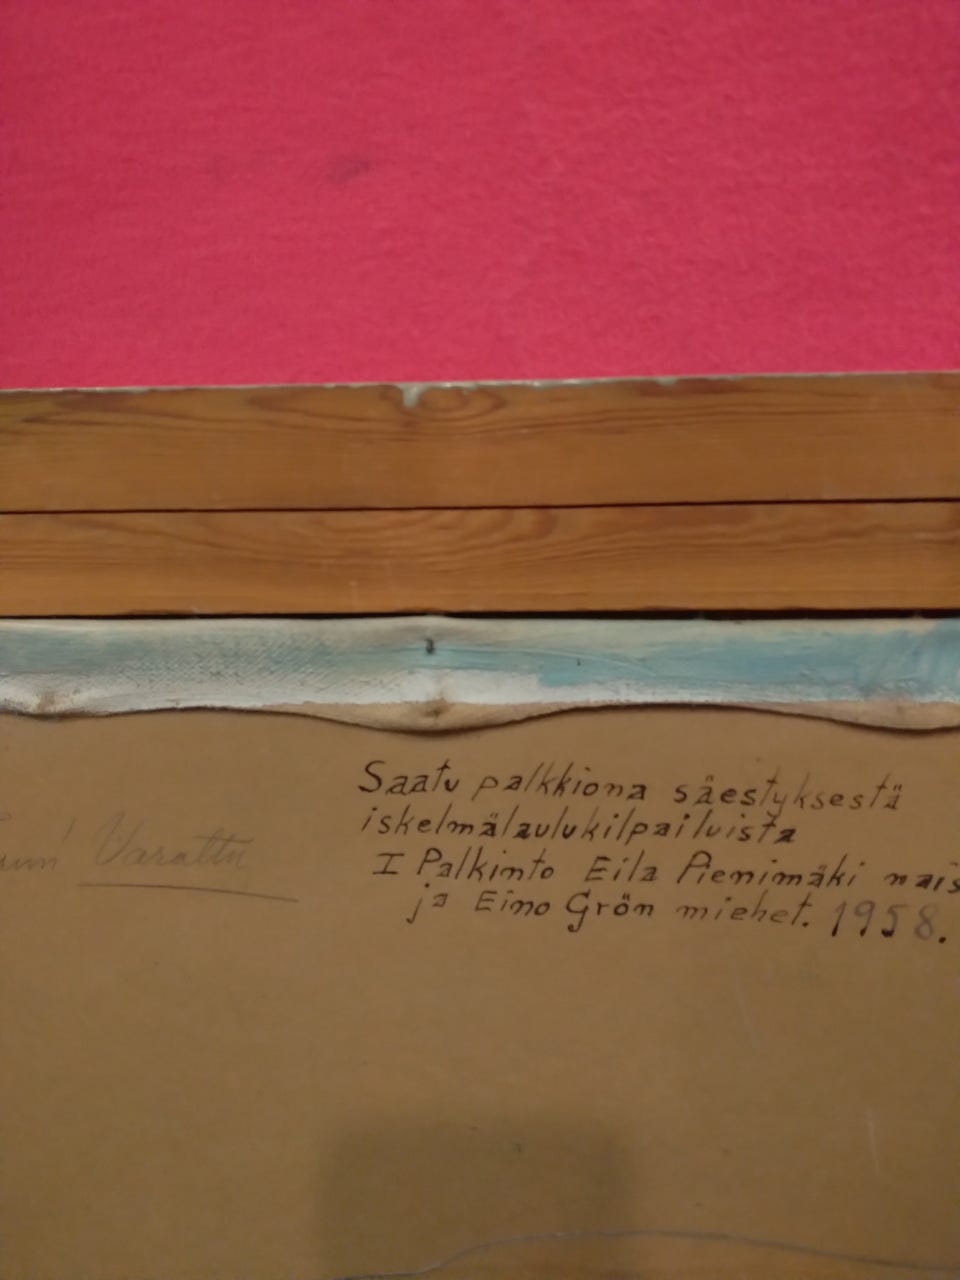 Saatu palkkiona säestyksestä
iskelmälaulukilpailuista
Varattu
I Palkinto Eila Pienimäki nais
ja Eino Grön miehet. 1958.